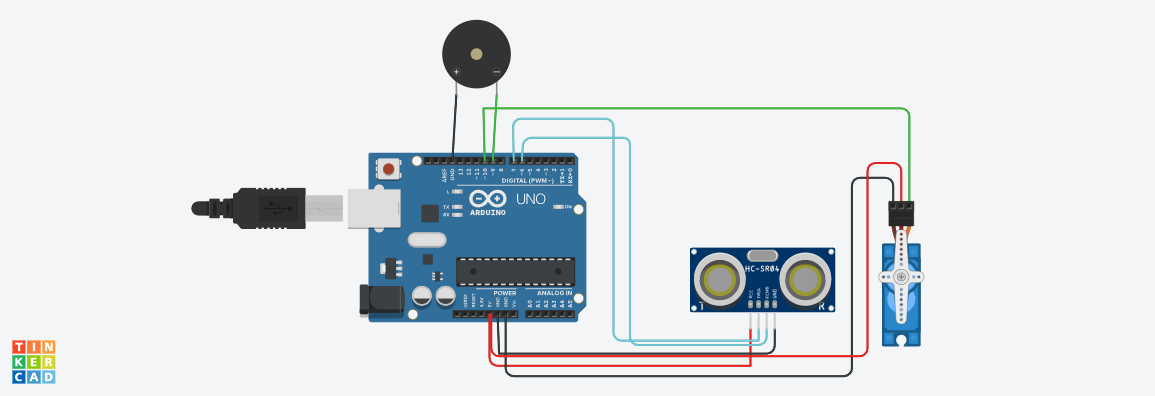 + −
AREF
GND
13
12
~11
~10
~9
8
7
~6
~5
4
~3
2
TX→1
RX←0
DIGITAL (PWM~)
L
TX
RX
UNO
ARDUINO
ON
HC-SR04
VCC
TRIG
ECHO
GND
T
R
POWER
ANALOG IN
IOREF
RESET
3.3V
5V
GND
GND
Vin
A0
A1
A2
A3
A4
A5
TIN
KER
CAD